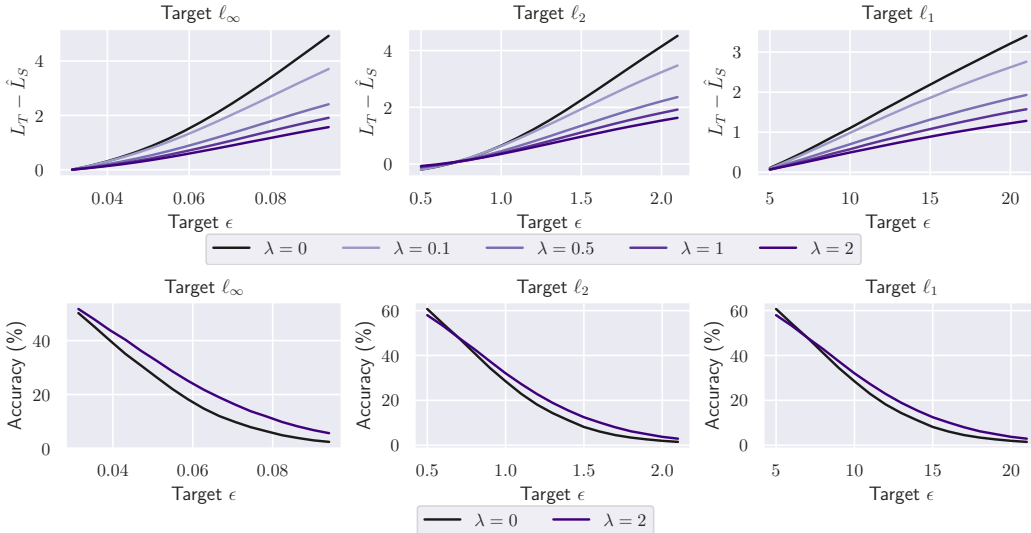 Target ℓ∞ Target ℓ2 Target ℓ1
L_T − L̂_S L_T − L̂_S L_T − L̂_S
4 4 3
2 2 2
1
0 0 0
0.04 0.06 0.08 0.5 1.0 1.5 2.0 5 10 15 20
Target ϵ Target ϵ Target ϵ
λ = 0 λ = 0.1 λ = 0.5 λ = 1 λ = 2
Target ℓ∞ Target ℓ2 Target ℓ1
Accuracy (%) Accuracy (%) Accuracy (%)
60 60
40 40 40
20 20 20
0 0 0
0.04 0.06 0.08 0.5 1.0 1.5 2.0 5 10 15 20
Target ϵ Target ϵ Target ϵ
λ = 0 λ = 2